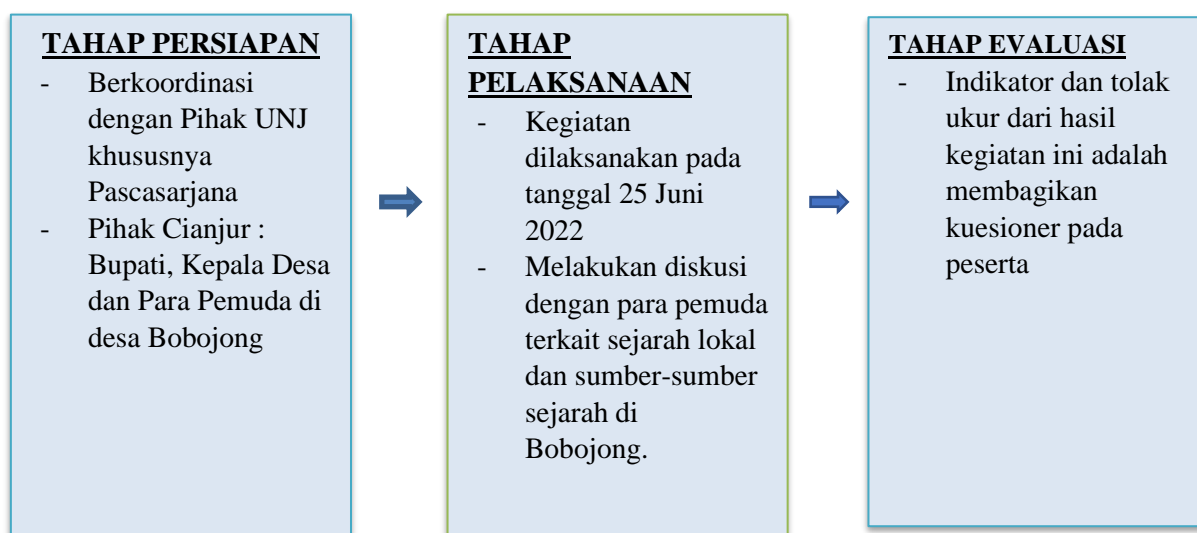 TAHAP PERSIAPAN
- Berkoordinasi
dengan Pihak UNJ
khususnya
Pascasarjana
- Pihak Cianjur :
Bupati, Kepala Desa
dan Para Pemuda di
desa Bobojong
TAHAP
PELAKSANAAN
- Kegiatan
dilaksanakan pada
tanggal 25 Juni
2022
- Melakukan diskusi
dengan para pemuda
terkait sejarah lokal
dan sumber-sumber
sejarah di
Bobojong.
TAHAP EVALUASI
- Indikator dan tolak
ukur dari hasil
kegiatan ini adalah
membagikan
kuesioner pada
peserta